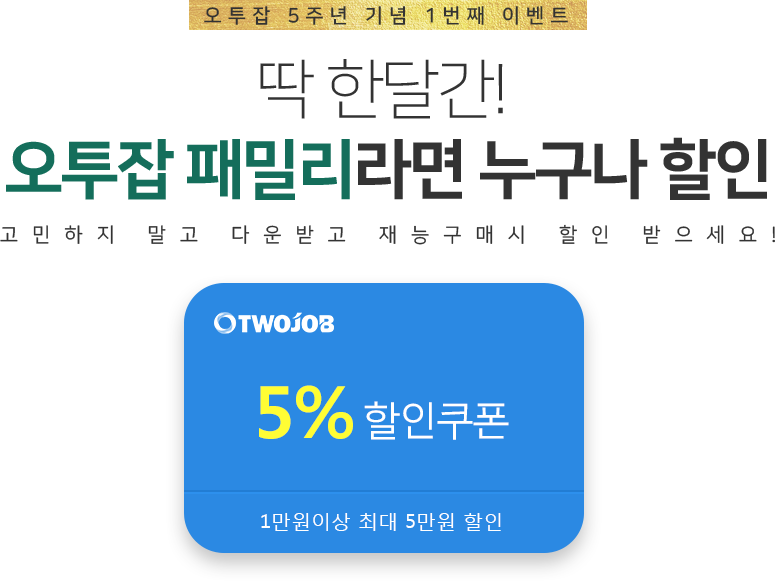 오투잡 5주년 기념 1번째 이벤트
딱 한달간!
오투잡 패밀리라면 누구나 할인
고민하지 말고 다운받고 재능구매시 할인 받으세요!
OTWOJOB
5% 할인쿠폰
1만원이상 최대 5만원 할인